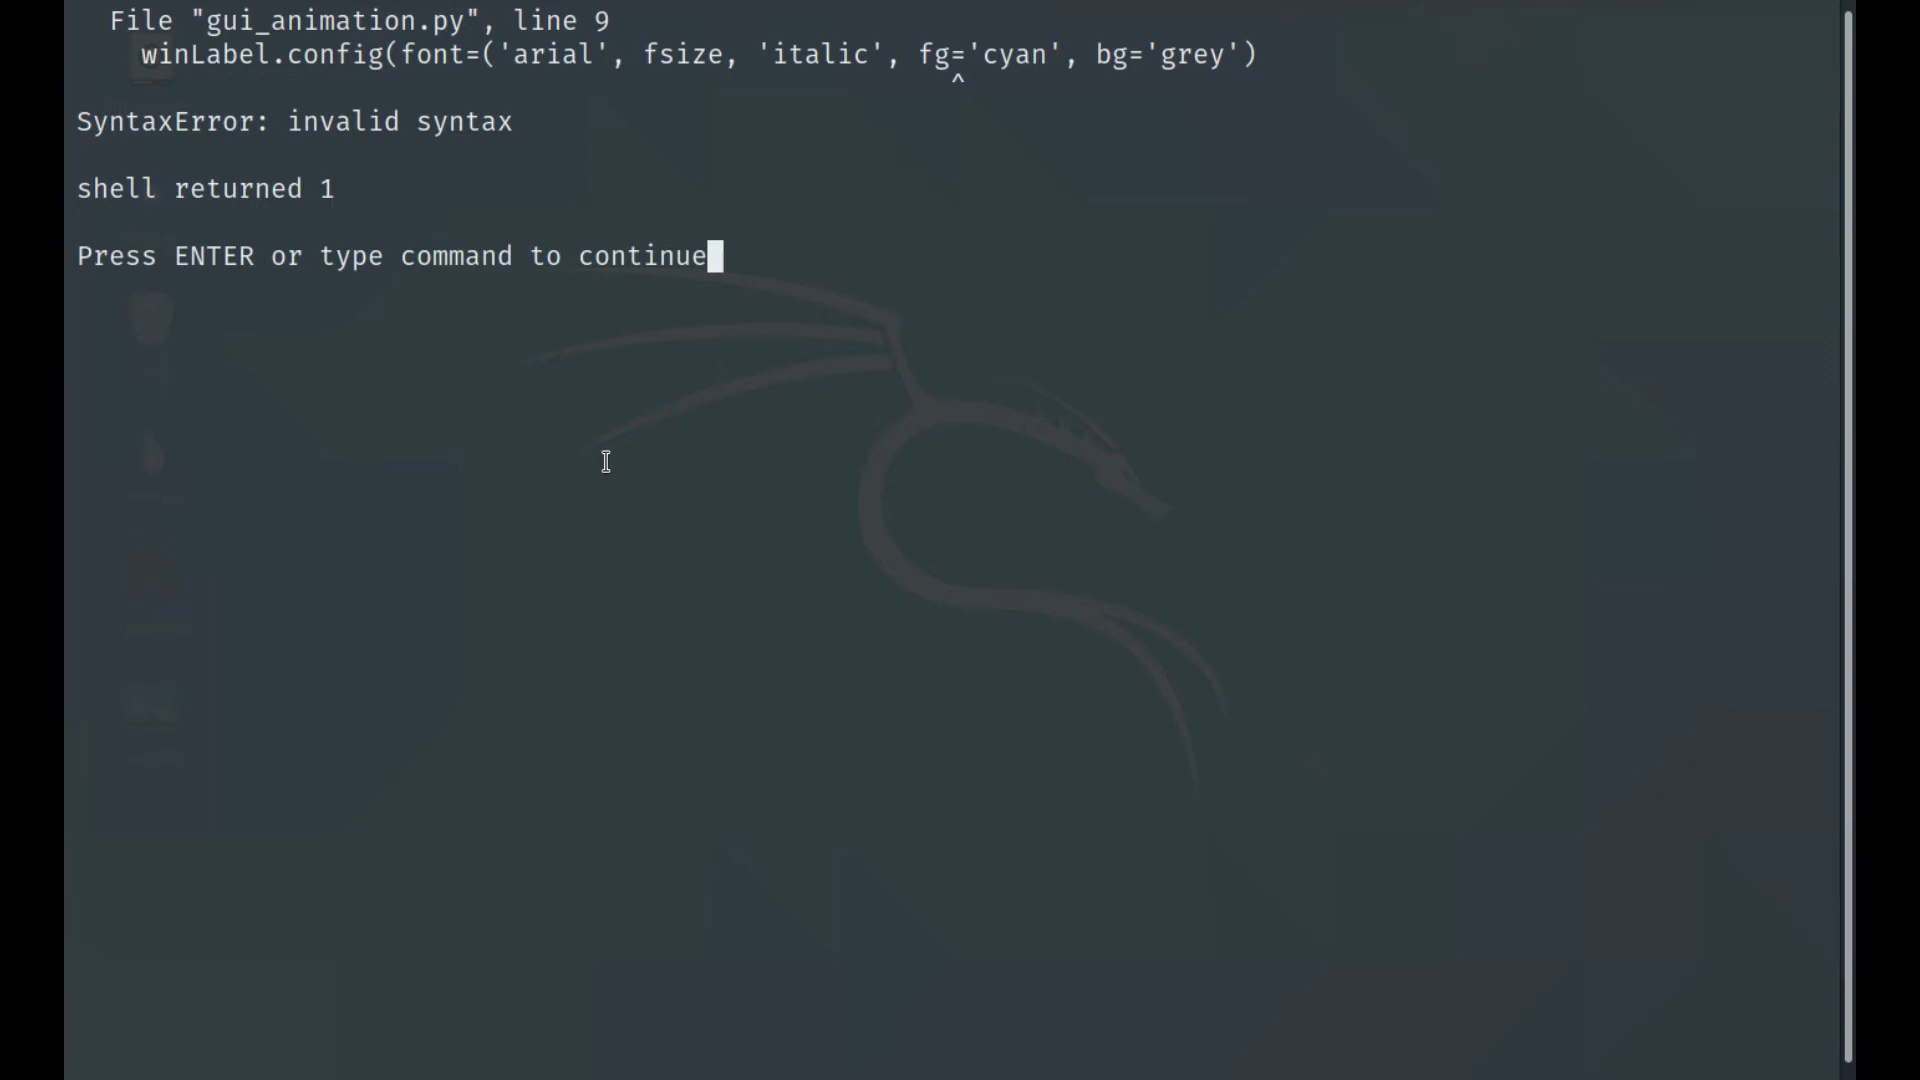 File "gui_animation.py", line 9
winLabel.config(font=('arial', fsize, 'italic', fg='cyan', bg='grey')
^
SyntaxError: invalid syntax
shell returned 1
Press ENTER or type command to continue